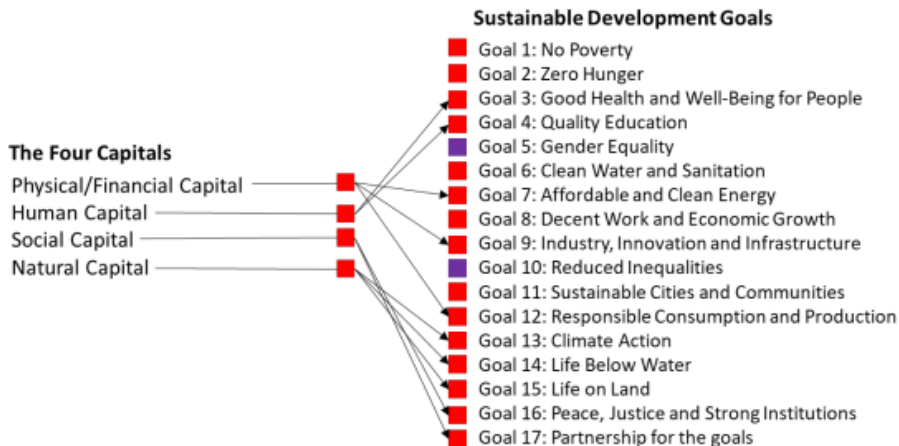 Sustainable Development Goals
Goal 1: No Poverty
Goal 2: Zero Hunger
Goal 3: Good Health and Well-Being for People
Goal 4: Quality Education
Goal 5: Gender Equality
Goal 6: Clean Water and Sanitation
Goal 7: Affordable and Clean Energy
Goal 8: Decent Work and Economic Growth
Goal 9: Industry, Innovation and Infrastructure
Goal 10: Reduced Inequalities
Goal 11: Sustainable Cities and Communities
Goal 12: Responsible Consumption and Production
Goal 13: Climate Action
Goal 14: Life Below Water
Goal 15: Life on Land
Goal 16: Peace, Justice and Strong Institutions
Goal 17: Partnership for the goals
The Four Capitals
Physical/Financial Capital
Human Capital
Social Capital
Natural Capital